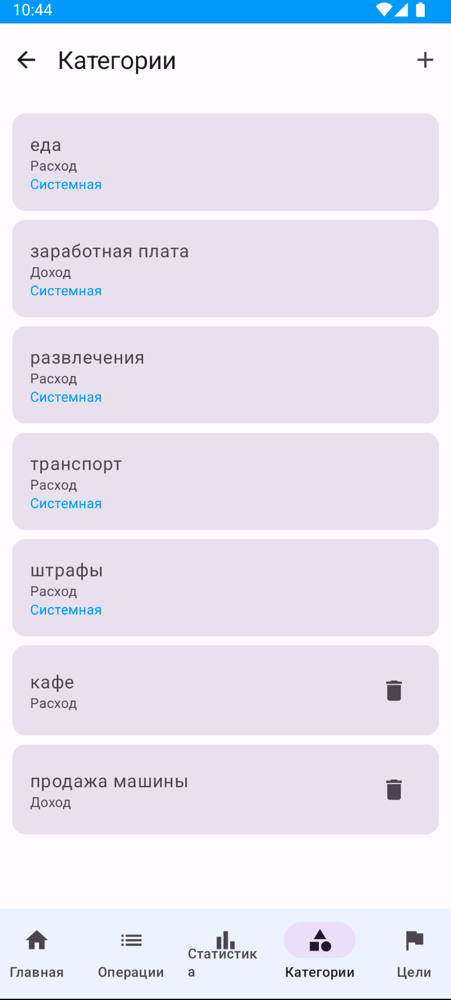 10:44
Категории
еда
Расход
Системная
заработная плата
Доход
Системная
развлечения
Расход
Системная
транспорт
Расход
Системная
штрафы
Расход
Системная
кафе
Расход
продажа машины
Доход
Главная
Операции
Статистик
а
Категории
Цели